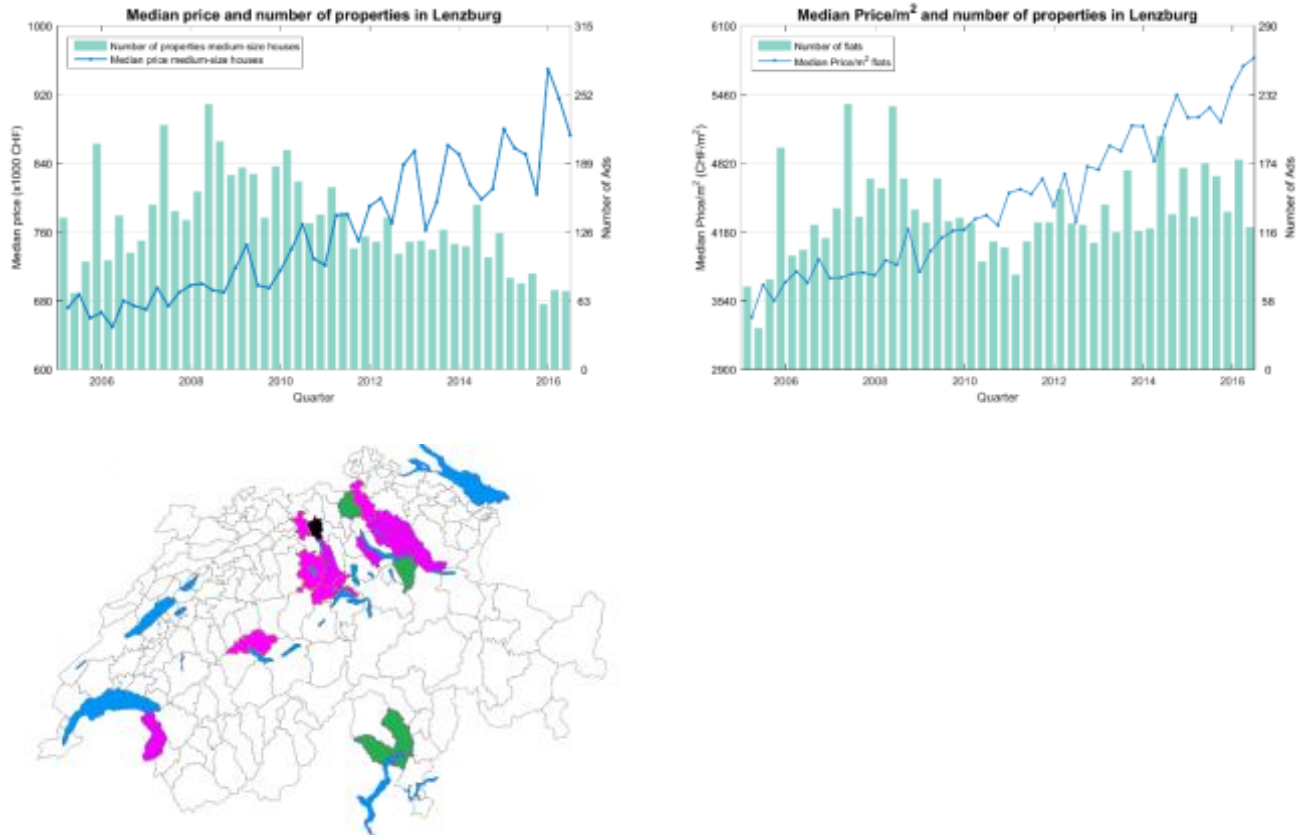 Median price and number of properties in Lenzburg
1000
920
840
760
680
600
Median price (x1000 CHF)
Number of properties medium-size houses
Median price medium-size houses
315
252
189
126
63
0
Number of Ads
2006 2008 2010 2012 2014 2016
Quarter
Median Price/m² and number of properties in Lenzburg
6100
5460
4820
4180
3540
2900
Median Price/m² (CHF/m²)
Number of flats
Median Price/m² flats
290
232
174
116
58
0
Number of Ads
2006 2008 2010 2012 2014 2016
Quarter